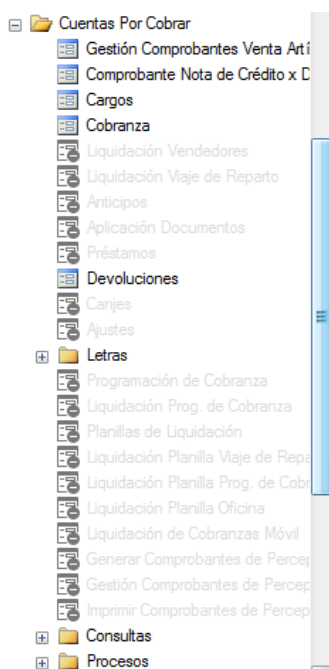 Cuentas Por Cobrar
Gestión Comprobantes Venta Artí
Comprobante Nota de Crédito x D
Cargos
Cobranza
Liquidación Vendedores
Liquidación Viaje de Reparto
Anticipos
Aplicación Documentos
Préstamos
Devoluciones
Canjes
Ajustes
Letras
Programación de Cobranza
Liquidación Prog. de Cobranza
Planillas de Liquidación
Liquidación Planilla Viaje de Repa
Liquidación Planilla Prog. de Cobr
Liquidación Planilla Oficina
Liquidación de Cobranzas Móvil
Generar Comprobantes de Percep
Gestión Comprobantes de Percep
Imprimir Comprobantes de Percep
Consultas
Procesos